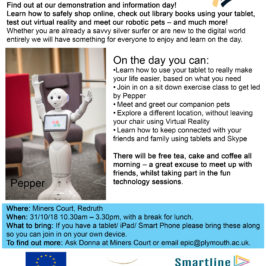 Find out at our demonstration and information day!
Learn how to safely shop online, check out library books using your tablet,
test out virtual reality and meet our robotic pets – and much more!
Whether you are already a savvy silver surfer or are new to the digital world
entirely we will have something for everyone to enjoy and learn on the day.
On the day you can:
•Learn how to use your tablet to really make
your life easier, based on what you need
• Join in on a sit down exercise class to get led
by Pepper
• Meet and greet our companion pets
• Explore a different location, without leaving
your chair using Virtual Reality
• Learn how to keep connected with your
friends and family using tablets and Skype
There will be free tea, cake and coffee all
morning – a great excuse to meet up with
friends, whilst taking part in the fun
technology sessions.
Pepper
Where: Miners Court, Redruth
When: 31/10/18 10.30am – 3.30pm, with a break for lunch.
What to bring: If you have a tablet/ iPad/ Smart Phone please bring these along
so you can join in on your own device.
To find out more: Ask Donna at Miners Court or email epic@plymouth.ac.uk.
Smartline